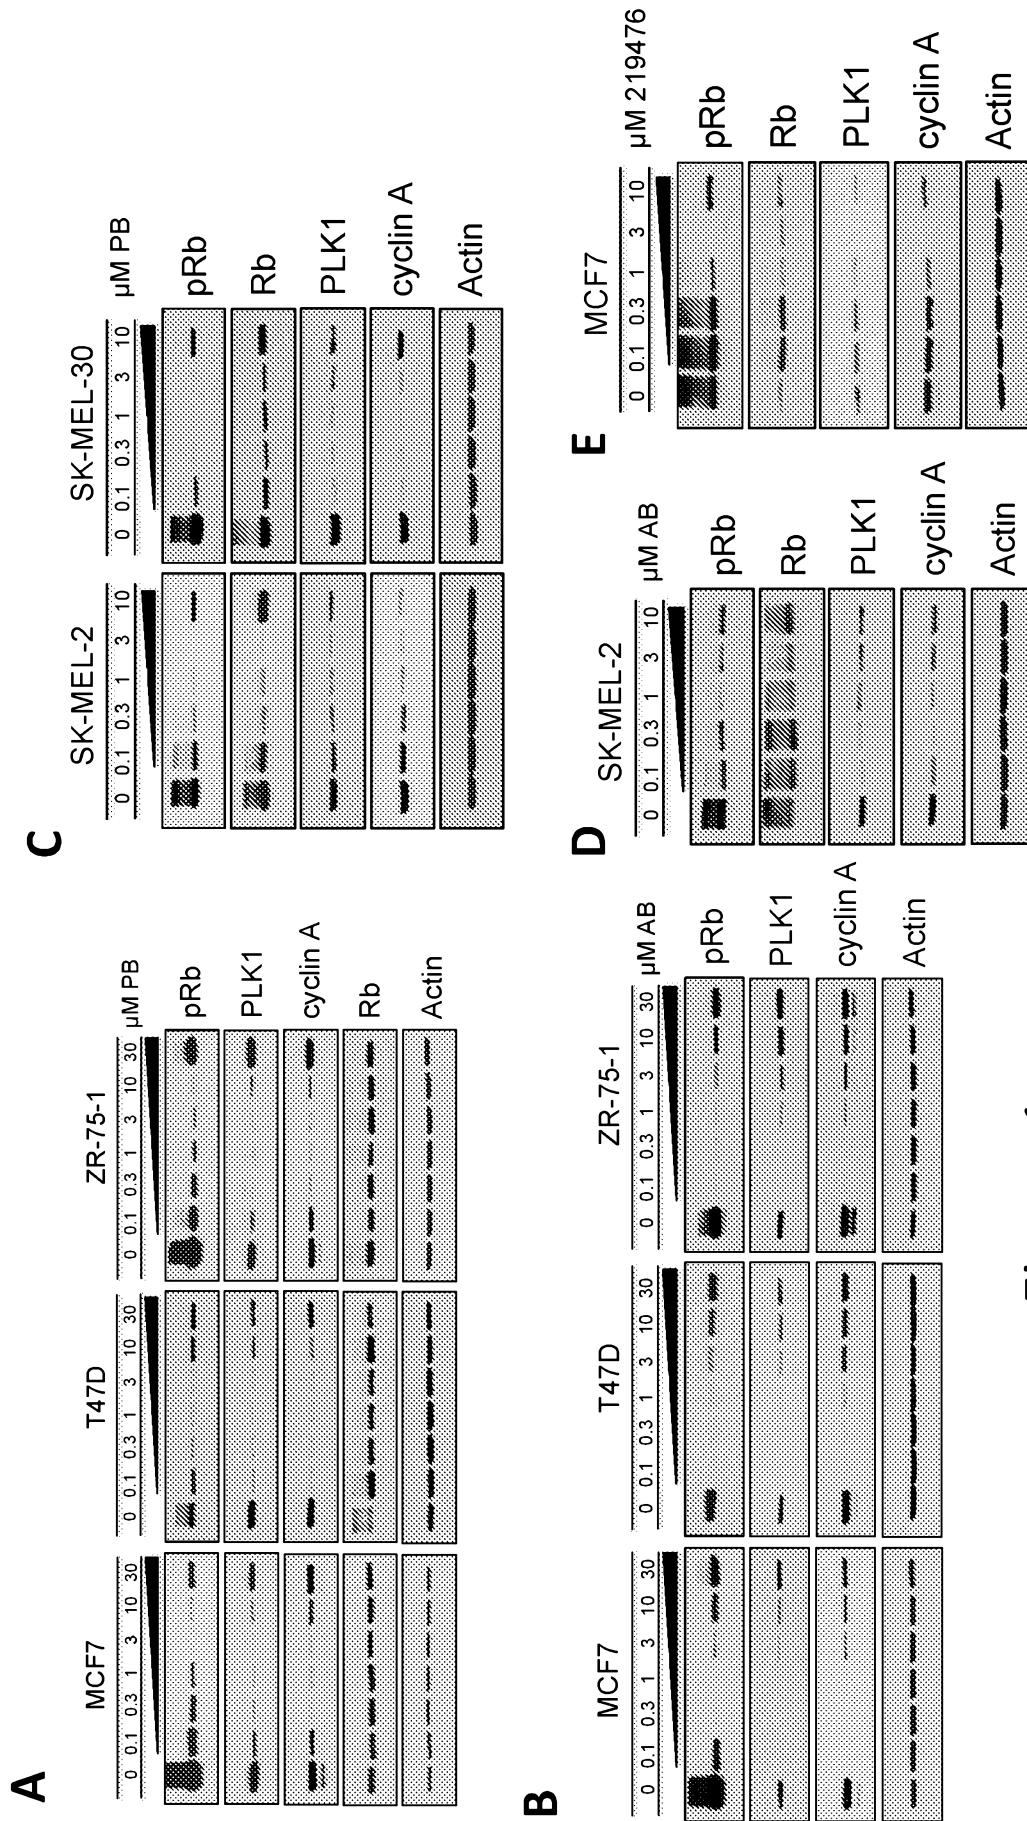 A
MCF7 T47D ZR-75-1
0 0.1 0.3 1 3 10 30 0 0.1 0.3 1 3 10 30 0 0.1 0.3 1 3 10 30 µM PB
pRb
PLK1
cyclin A
Rb
Actin
C
SK-MEL-2 SK-MEL-30
0 0.1 0.3 1 3 10 0 0.1 0.3 1 3 10 µM PB
pRb
Rb
PLK1
cyclin A
Actin
B
MCF7 T47D ZR-75-1
0 0.1 0.3 1 3 10 30 0 0.1 0.3 1 3 10 30 0 0.1 0.3 1 3 10 30 µM AB
pRb
PLK1
cyclin A
Actin
D
SK-MEL-2
0 0.1 0.3 1 3 10 µM AB
pRb
Rb
PLK1
cyclin A
Actin
E
MCF7
0 0.1 0.3 1 3 10 µM 219476
pRb
Rb
PLK1
cyclin A
Actin